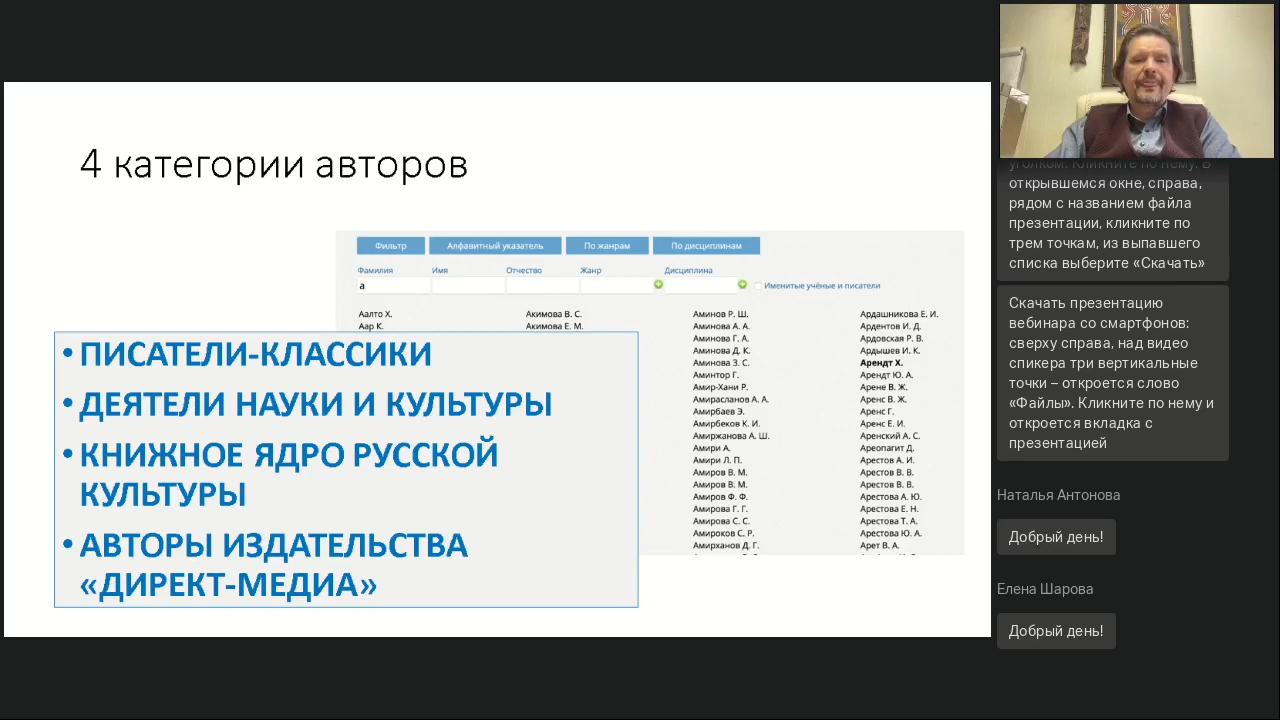 4 категории авторов
Фильтр
Алфавитный указатель
По жанрам
По дисциплинам
Фамилия
Имя
Отчество
Жанр
Дисциплина
а
Именитые учёные и писатели
Аалто Х.
Аар К.
Акимова В. С.
Акимова Е. М.
Аминов Р. Ш.
Аминова А. А.
Аминова Г. А.
Аминова Д. К.
Аминова З. С.
Аминтор Г.
Амир-Хани Р.
Амирасланов А. А.
Амирбаев Э.
Амирбеков К. И.
Амиржанова А. Ш.
Амири А.
Амири Л. П.
Амиров В. М.
Амиров В. М.
Амиров Ф. Ф.
Амирова Г. Г.
Амирова С. С.
Амироков С. Р.
Амирханов Д. Г.
Ардашникова Е. И.
Ардентов И. Д.
Ардовская Р. В.
Ардышев И. К.
Арендт Х.
Арендт Ю. А.
Арене В. Ж.
Аренс В. Ж.
Аренс Г.
Аренс Е. И.
Аренский А. С.
Ареопагит Д.
Арестов А. И.
Арестов В. В.
Арестов В. В.
Арестова А. Ю.
Арестова Е. Н.
Арестова Т. А.
Арестова Ю. А.
Арет В. А.
• ПИСАТЕЛИ-КЛАССИКИ
• ДЕЯТЕЛИ НАУКИ И КУЛЬТУРЫ
• КНИЖНОЕ ЯДРО РУССКОЙ
КУЛЬТУРЫ
• АВТОРЫ ИЗДАТЕЛЬСТВА
«ДИРЕКТ-МЕДИА»
уголком. Кликните по нему. В
открывшемся окне, справа,
рядом с названием файла
презентации, кликните по
трем точкам, из выпавшего
списка выберите «Скачать»
Скачать презентацию
вебинара со смартфонов:
сверху справа, над видео
спикера три вертикальные
точки – откроется слово
«Файлы». Кликните по нему и
откроется вкладка с
презентацией
Наталья Антонова
Добрый день!
Елена Шарова
Добрый день!